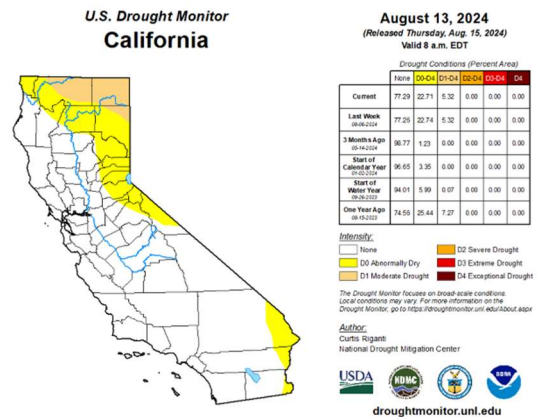 U.S. Drought Monitor
California
August 13, 2024
(Released Thursday, Aug. 15, 2024)
Valid 8 a.m. EDT
Drought Conditions (Percent Area)
None D0-D4 D1-D4 D2-D4 D3-D4 D4
Current 77.29 22.71 5.32 0.00 0.00 0.00
Last Week 08-06-2024 77.26 22.74 5.32 0.00 0.00 0.00
3 Months Ago 05-14-2024 98.77 1.23 0.00 0.00 0.00 0.00
Start of Calendar Year 01-02-2024 96.65 3.35 0.00 0.00 0.00 0.00
Start of Water Year 09-26-2023 94.01 5.99 0.07 0.00 0.00 0.00
One Year Ago 08-15-2023 74.56 25.44 7.27 0.00 0.00 0.00
Intensity:
None
D0 Abnormally Dry
D1 Moderate Drought
D2 Severe Drought
D3 Extreme Drought
D4 Exceptional Drought
The Drought Monitor focuses on broad-scale conditions.
Local conditions may vary. For more information on the
Drought Monitor, go to https://droughtmonitor.unl.edu/About.aspx
Author:
Curtis Riganti
National Drought Mitigation Center
USDA
NDMC
droughtmonitor.unl.edu